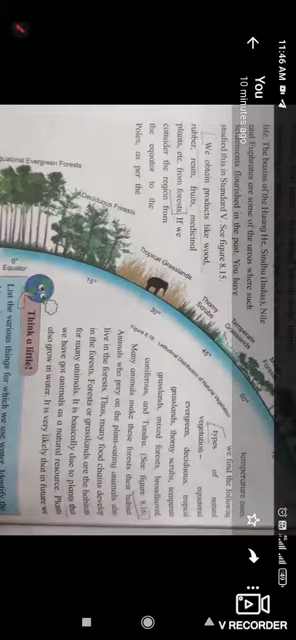 11:46 AM
You
10 minutes ago
life. The basins of the Huang He, Sindhu (Indus), Nile
and Euphrates are some of the areas where such
settlements flourished in the past. You have
studied this in Standard V. See figure 8.15.
We obtain products like wood,
rubber, resin, fruits, medicinal
plants, etc. from forests. If we
consider the region from
the equator to the
Poles, as per the
temperature
we find the following
types of natural
vegetation – equatorial
evergreen, deciduous, tropical
grasslands, thorny scrubs, temperate
grasslands, mixed forests, broadleaved
coniferous, and Tundra. (See figure 8.16)
Many animals make these forests their habitat
Animals who prey on the plant-eating animals also
live in the forests. Thus, many food chains develop
in the forests. Forests or grasslands are the habitats
for many animals. It is basically due to plants that
we have got animals as a natural resource. Plants
also grow in water. It is very likely that in future we
Equatorial Evergreen Forests
Deciduous Forests
Tropical Grasslands
Thorny
Scrubs
Temperate
Grasslands
0°
Equator
15°
30°
45°
60°
Figure 8.16 : Latitudinal Distribution of Natural Vegetation
Think a little!
List the various things for which we use water. Identify the
V RECORDER